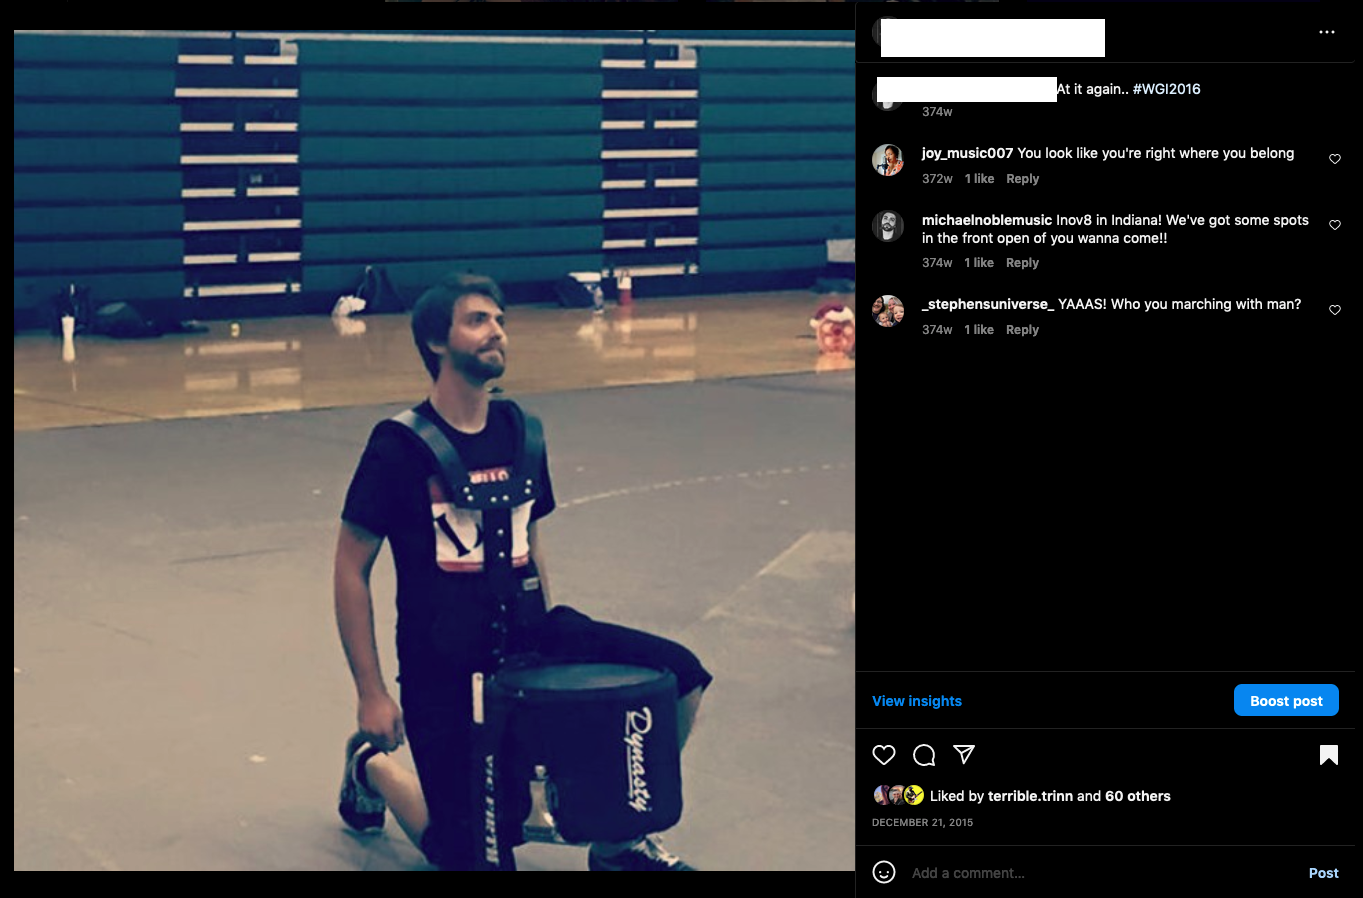 At it again.. #WGI2016
374w
joy_music007 You look like you're right where you belong
372w 1 like Reply
michaelnoblemusic Inov8 in Indiana! We've got some spots
in the front open of you wanna come!!
374w 1 like Reply
_stephensuniverse_ YAAAS! Who you marching with man?
374w 1 like Reply
Dynasty
VIC FIRTH
View insights
Boost post
Liked by terrible.trinn and 60 others
DECEMBER 21, 2015
Add a comment...
Post